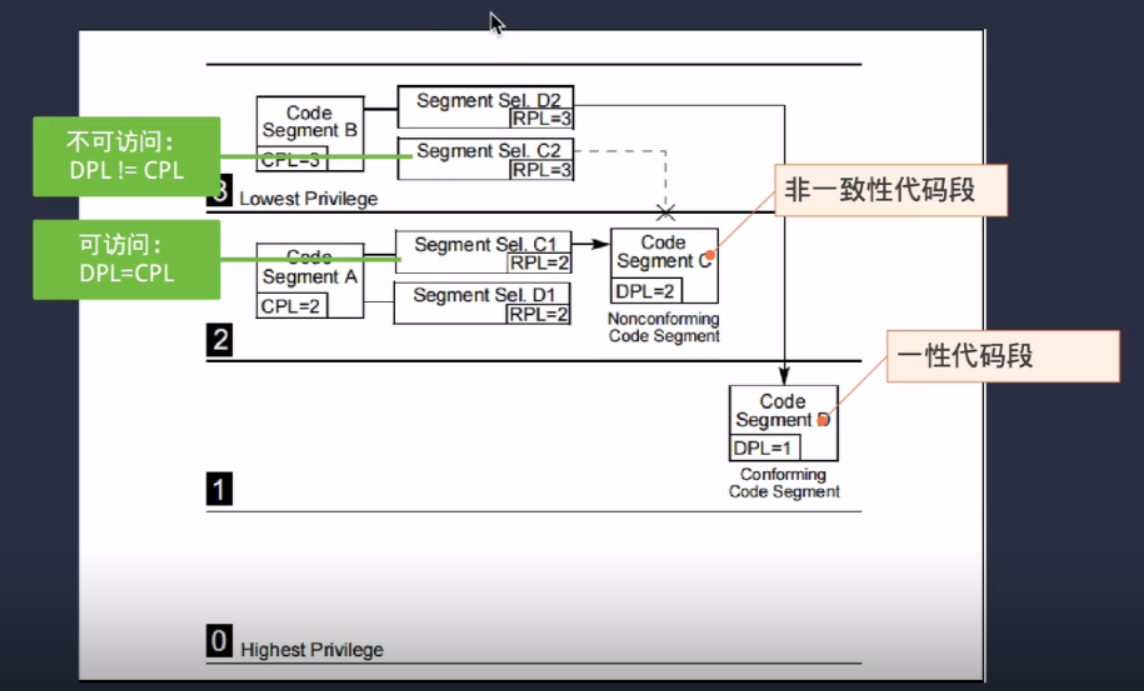 Code
Segment B
CPL=3
Segment Sel. D2
RPL=3
Segment Sel. C2
RPL=3
不可访问：
DPL != CPL
3
Lowest Privilege
非一致性代码段
可访问：
DPL=CPL
Code
Segment A
CPL=2
Segment Sel. C1
RPL=2
Segment Sel. D1
RPL=2
Code
Segment C
DPL=2
Nonconforming
Code Segment
2
一性代码段
Code
Segment D
DPL=1
Conforming
Code Segment
1
0
Highest Privilege